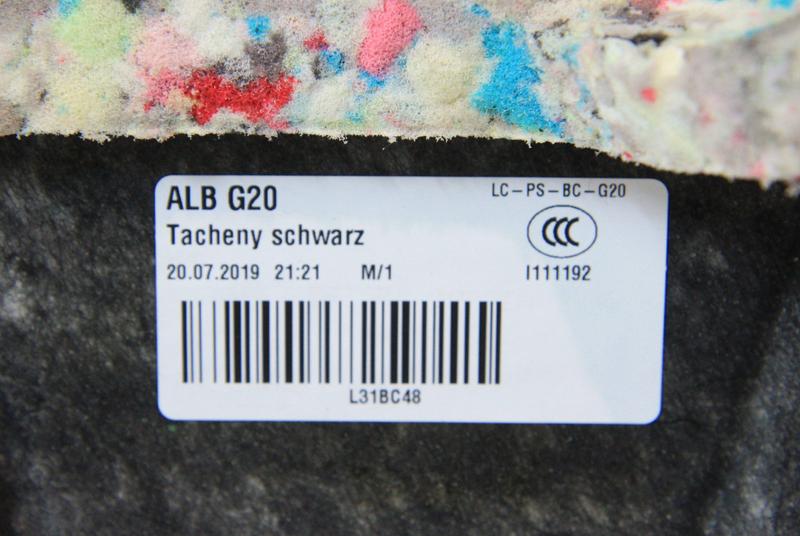 ALB G20
LC-PS-BC-G20
Tacheny schwarz
CCC
20.07.2019 21:21 M/1
I111192
L31BC48